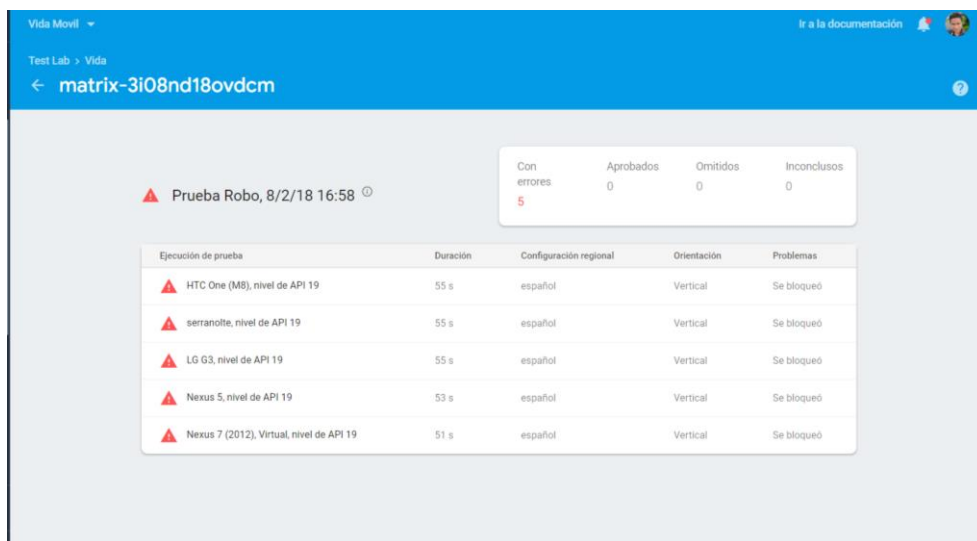 Vida Movil
Ir a la documentación
Test Lab > Vida
← matrix-3i08nd18ovdcm
?
Con errores
5
Aprobados
0
Omitidos
0
Inconclusos
0
Prueba Robo, 8/2/18 16:58
Ejecución de prueba Duración Configuración regional Orientación Problemas
HTC One (M8), nivel de API 19 55 s español Vertical Se bloqueó
serranolte, nivel de API 19 55 s español Vertical Se bloqueó
LG G3, nivel de API 19 55 s español Vertical Se bloqueó
Nexus 5, nivel de API 19 53 s español Vertical Se bloqueó
Nexus 7 (2012), Virtual, nivel de API 19 51 s español Vertical Se bloqueó